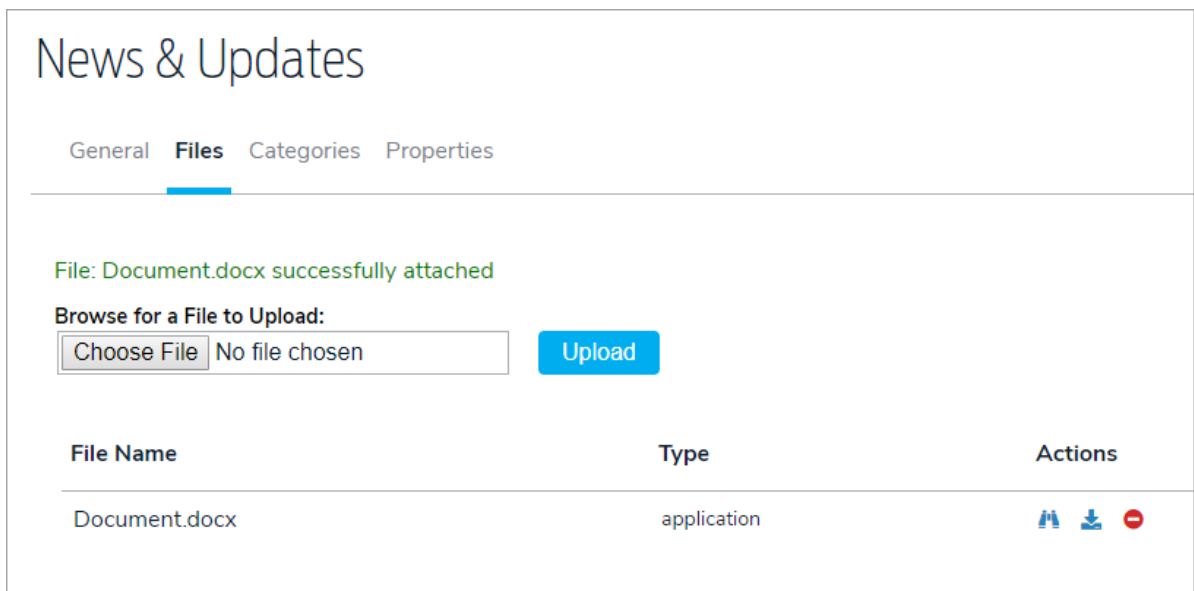 News & Updates
General Files Categories Properties
File: Document.docx successfully attached
Browse for a File to Upload:
Choose File No file chosen Upload
File Name Type Actions
Document.docx application